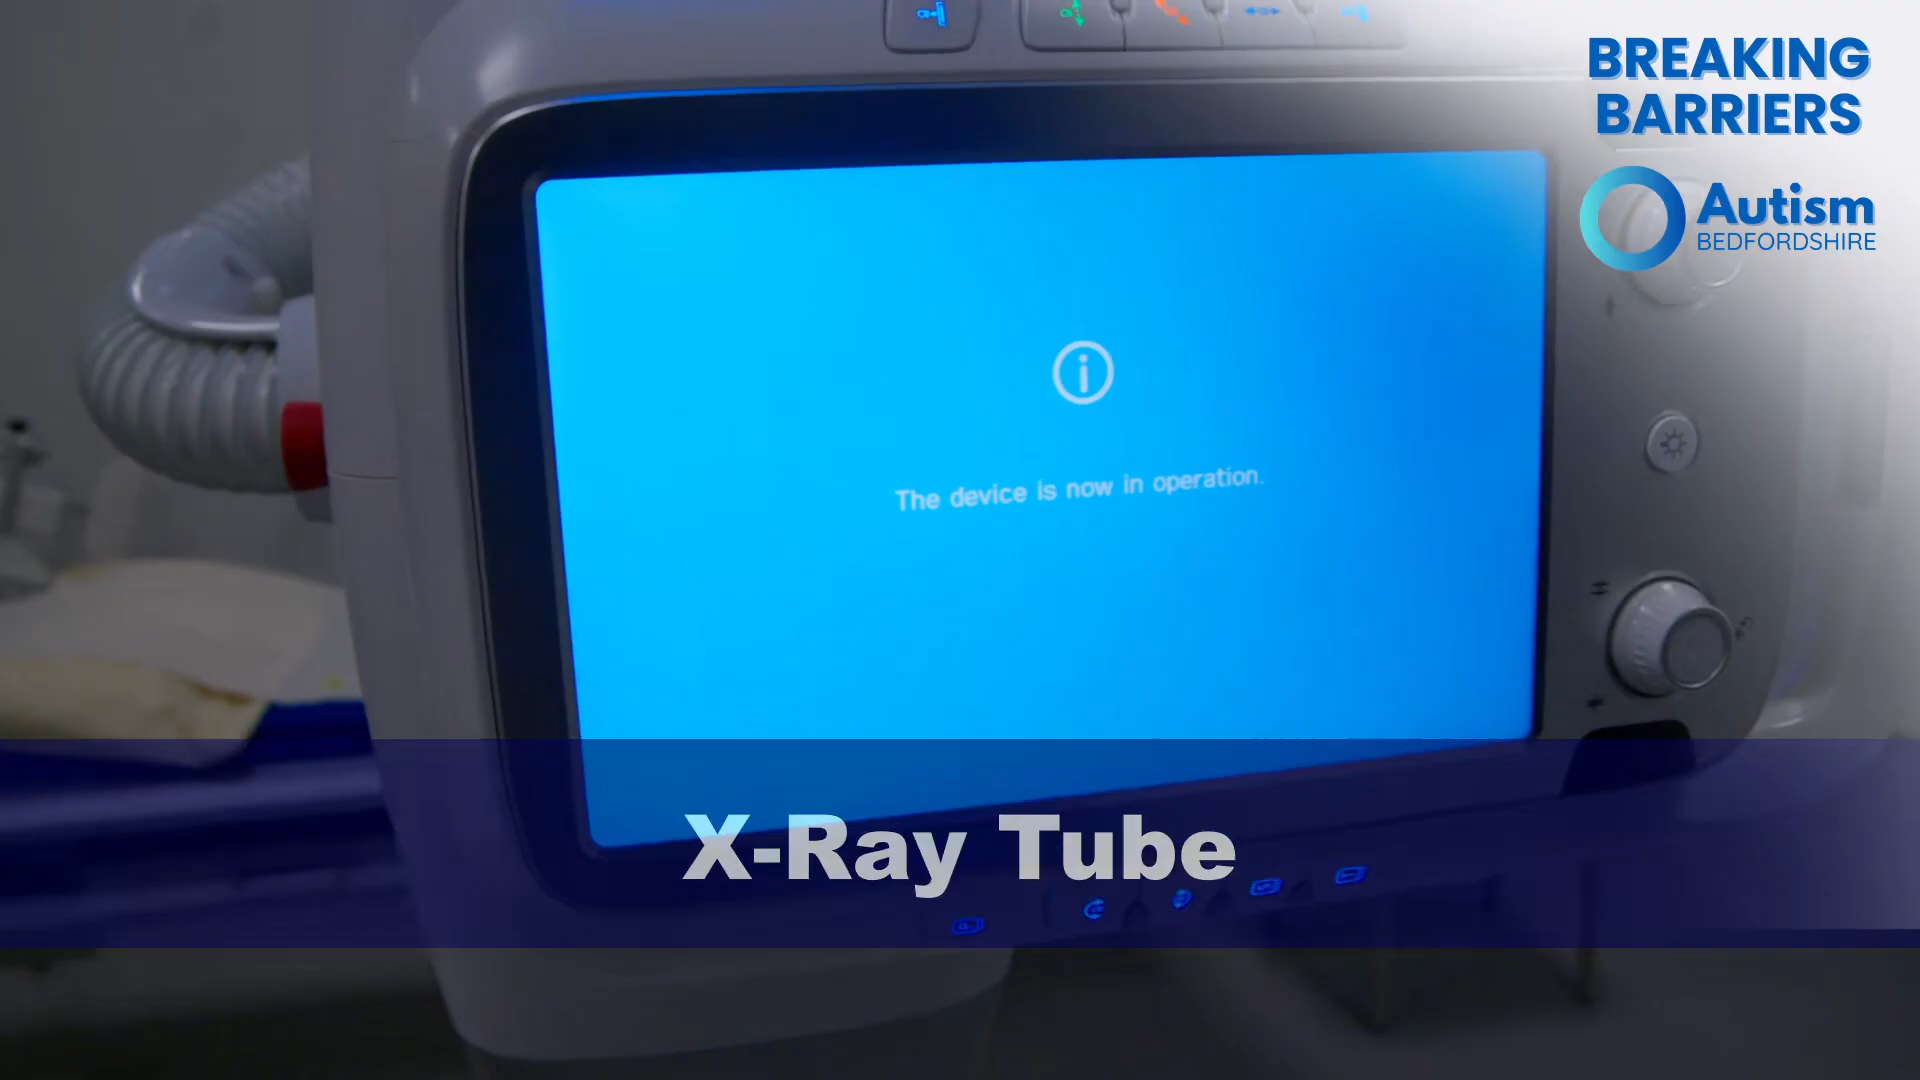 BREAKING
BARRIERS
Autism
BEDFORDSHIRE
The device is now in operation.
X-Ray Tube